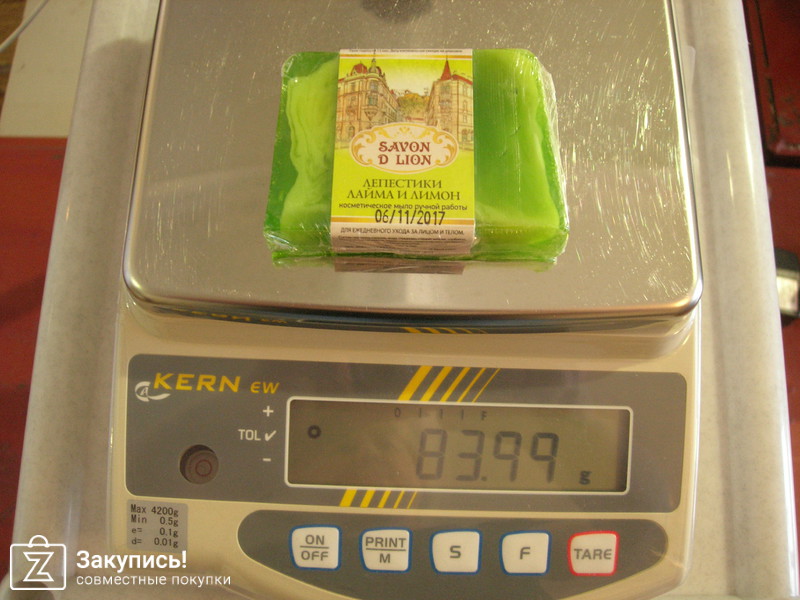 SAVON
D LION
ЛЕПЕСТИКИ
ЛАЙМА И ЛИМОН
косметическое мыло ручной работы
06/11/2017
ДЛЯ ЕЖЕДНЕВНОГО УХОДА ЗА ЛИЦОМ И ТЕЛОМ.
KERN EW
+
TOL ✓
-
83.99 g
Max 4200g
Min 0.5g
e= 0.1g
d= 0.01g
ON
OFF
PRINT
M
S
F
TARE
Закупись!
совместные покупки